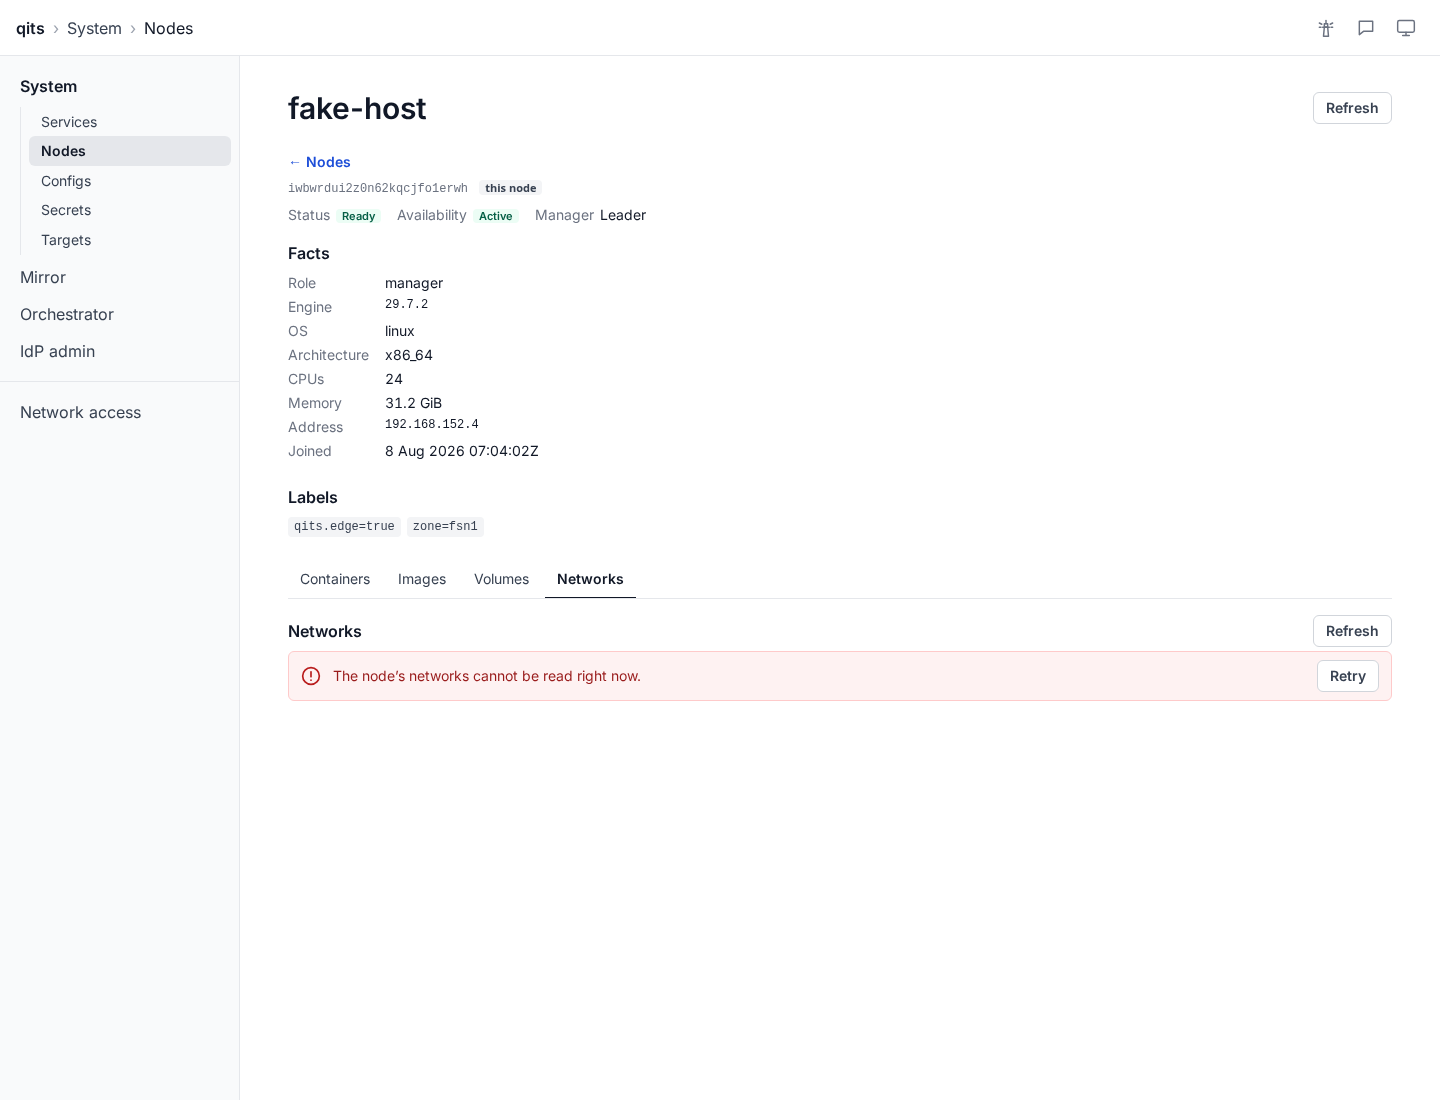 qits › System › Nodes
System
Services
Nodes
Configs
Secrets
Targets
Mirror
Orchestrator
IdP admin
Network access
fake-host
Refresh
← Nodes
iwbwrdui2z0n62kqcjfo1erwh this node
Status Ready Availability Active Manager Leader
Facts
Role manager
Engine 29.7.2
OS linux
Architecture x86_64
CPUs 24
Memory 31.2 GiB
Address 192.168.152.4
Joined 8 Aug 2026 07:04:02Z
Labels
qits.edge=true zone=fsn1
Containers Images Volumes Networks
Networks Refresh
The node’s networks cannot be read right now. Retry